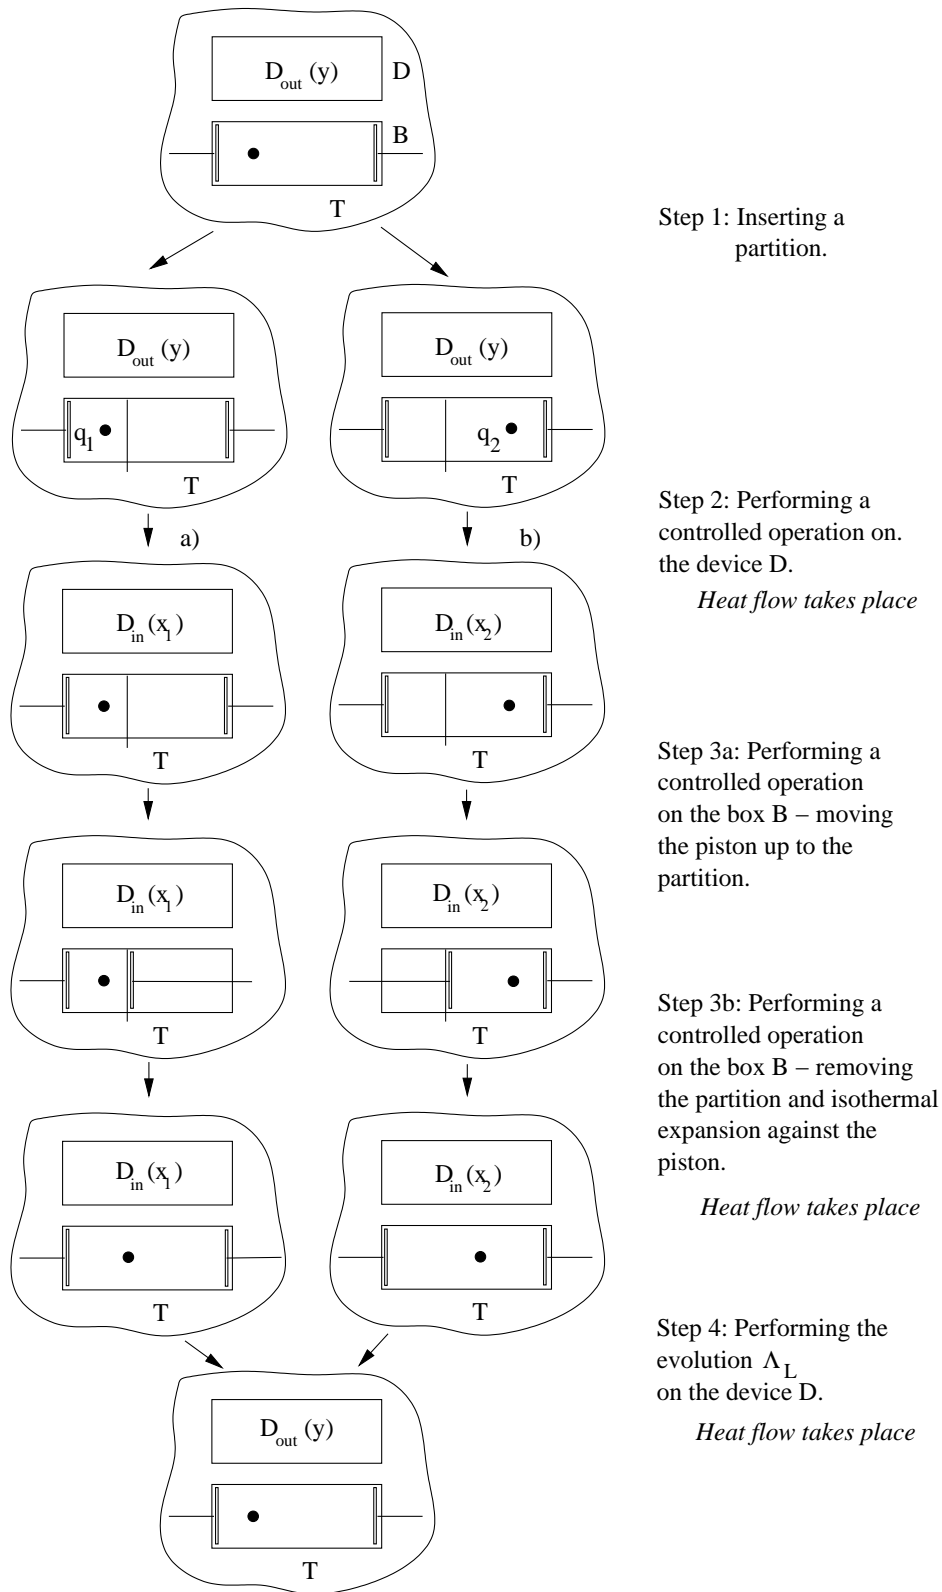 D_out (y)
D
B
T
Step 1: Inserting a
partition.
D_out (y)
D_out (y)
q_1
q_2
T
T
Step 2: Performing a
controlled operation on.
the device D.
Heat flow takes place
a)
b)
D_in (x_1)
D_in (x_2)
T
T
Step 3a: Performing a
controlled operation
on the box B – moving
the piston up to the
partition.
D_in (x_1)
D_in (x_2)
T
T
Step 3b: Performing a
controlled operation
on the box B – removing
the partition and isothermal
expansion against the
piston.
Heat flow takes place
D_in (x_1)
D_in (x_2)
T
T
Step 4: Performing the
evolution Λ_L
on the device D.
Heat flow takes place
D_out (y)
T